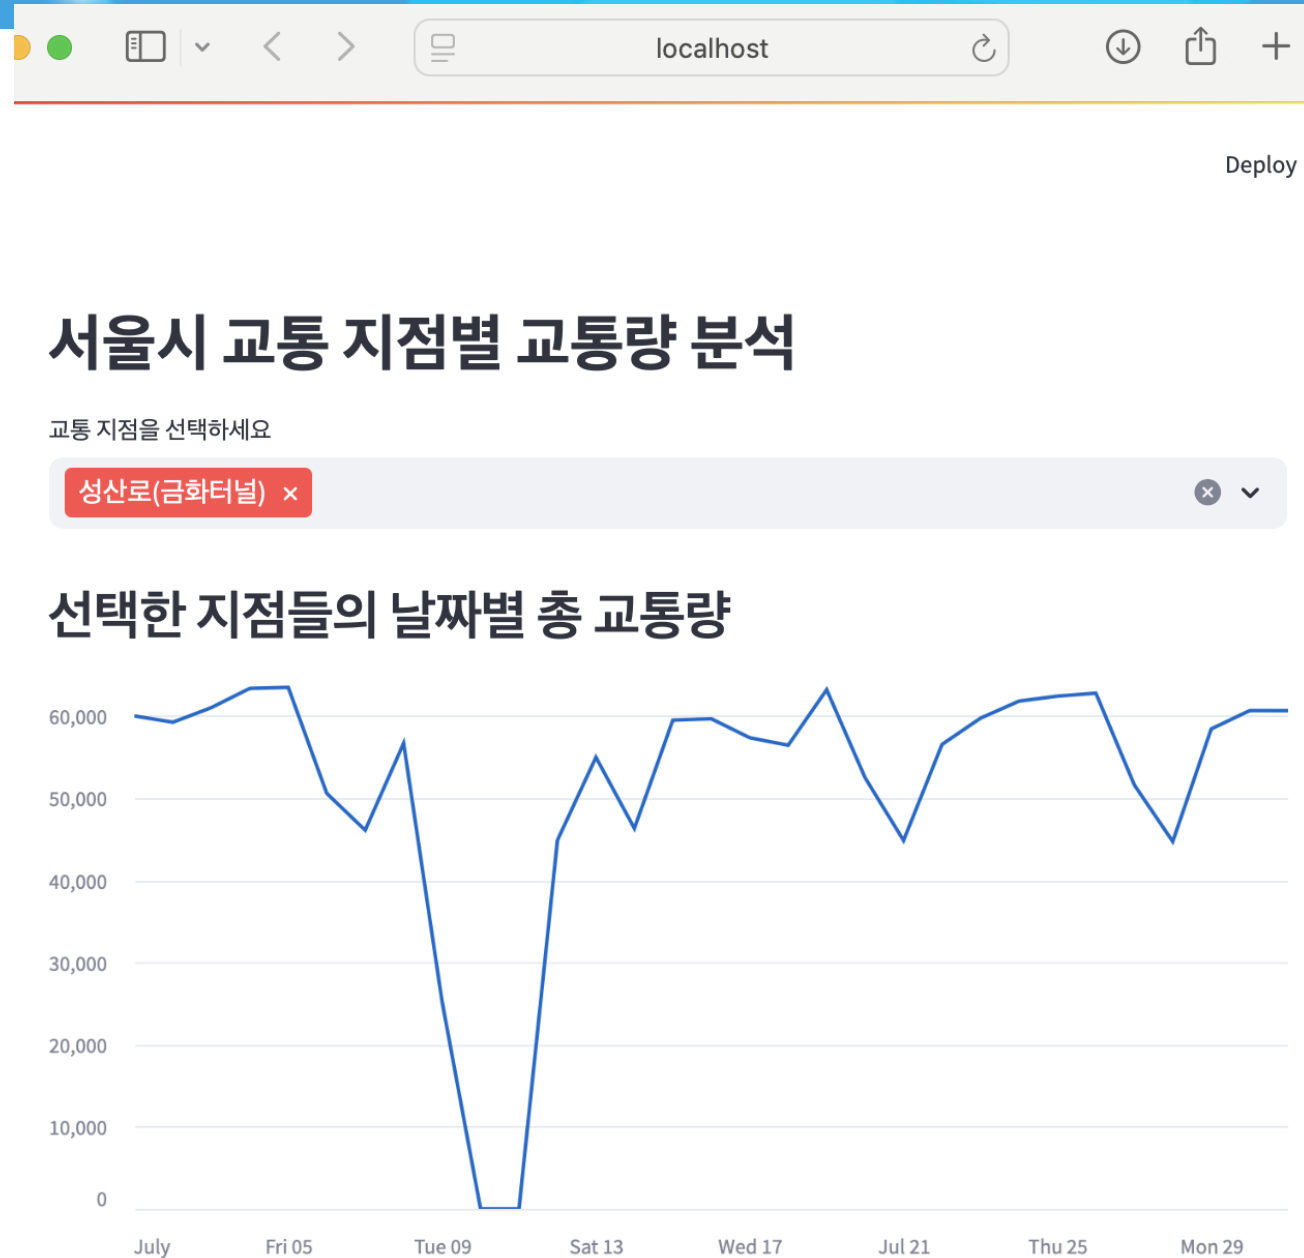 localhost
Deploy
서울시 교통 지점별 교통량 분석
교통 지점을 선택하세요
성산로(금화터널) ×
선택한 지점들의 날짜별 총 교통량
60,000
50,000
40,000
30,000
20,000
10,000
0
July Fri 05 Tue 09 Sat 13 Wed 17 Jul 21 Thu 25 Mon 29